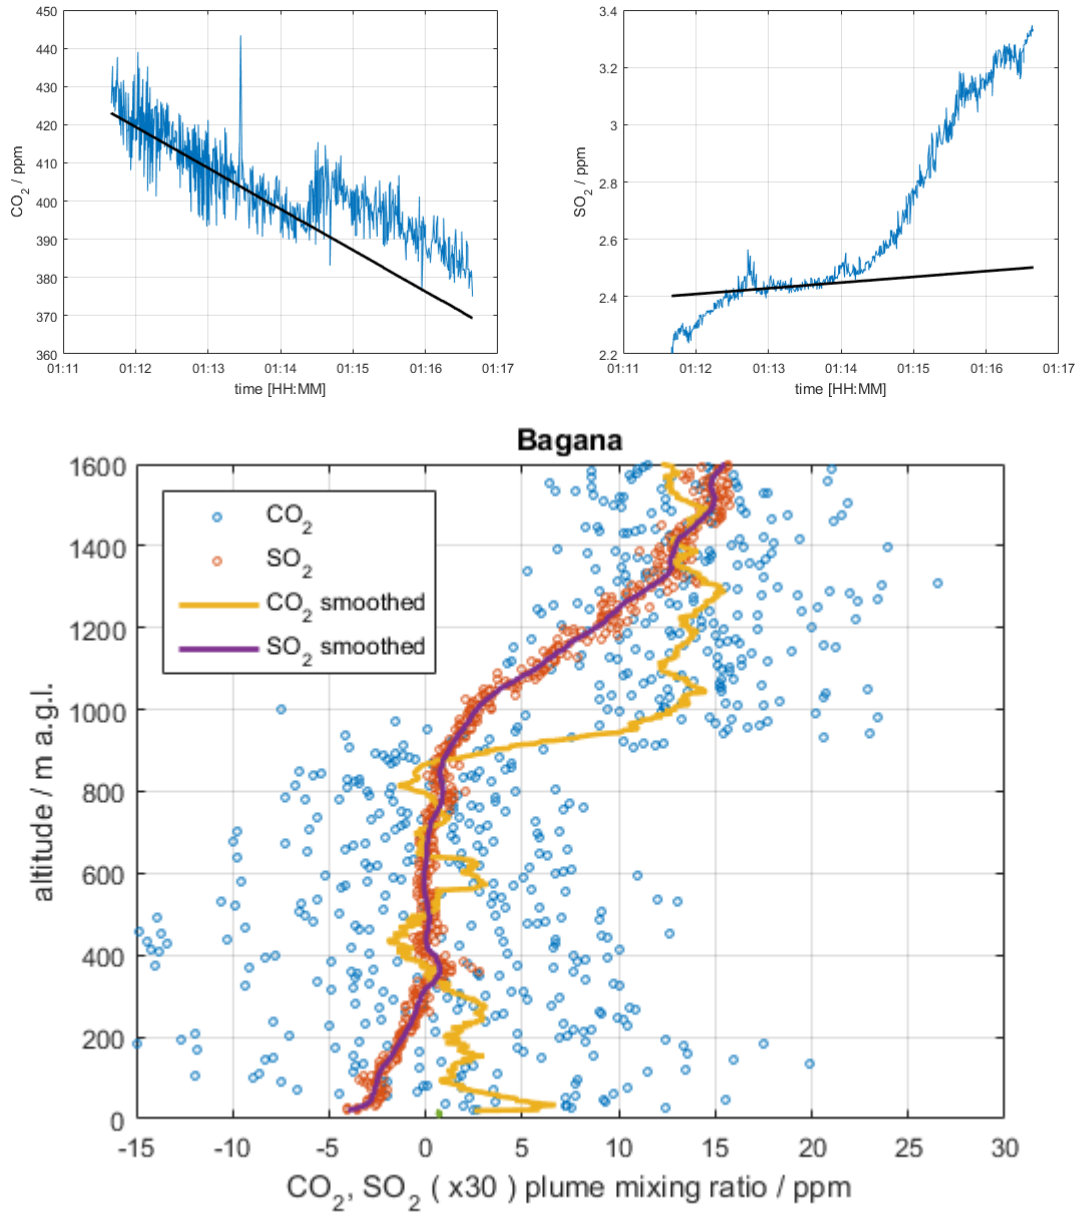 450
440
430
420
410
400
390
380
370
360
CO2 / ppm
01:11 01:12 01:13 01:14 01:15 01:16 01:17
time [HH:MM]
3.4
3.2
3
2.8
2.6
2.4
2.2
SO2 / ppm
01:11 01:12 01:13 01:14 01:15 01:16 01:17
time [HH:MM]
Bagana
1600
1400
1200
1000
800
600
400
200
0
altitude / m a.g.l.
CO2
SO2
CO2 smoothed
SO2 smoothed
-15 -10 -5 0 5 10 15 20 25 30
CO2, SO2 ( x30 ) plume mixing ratio / ppm